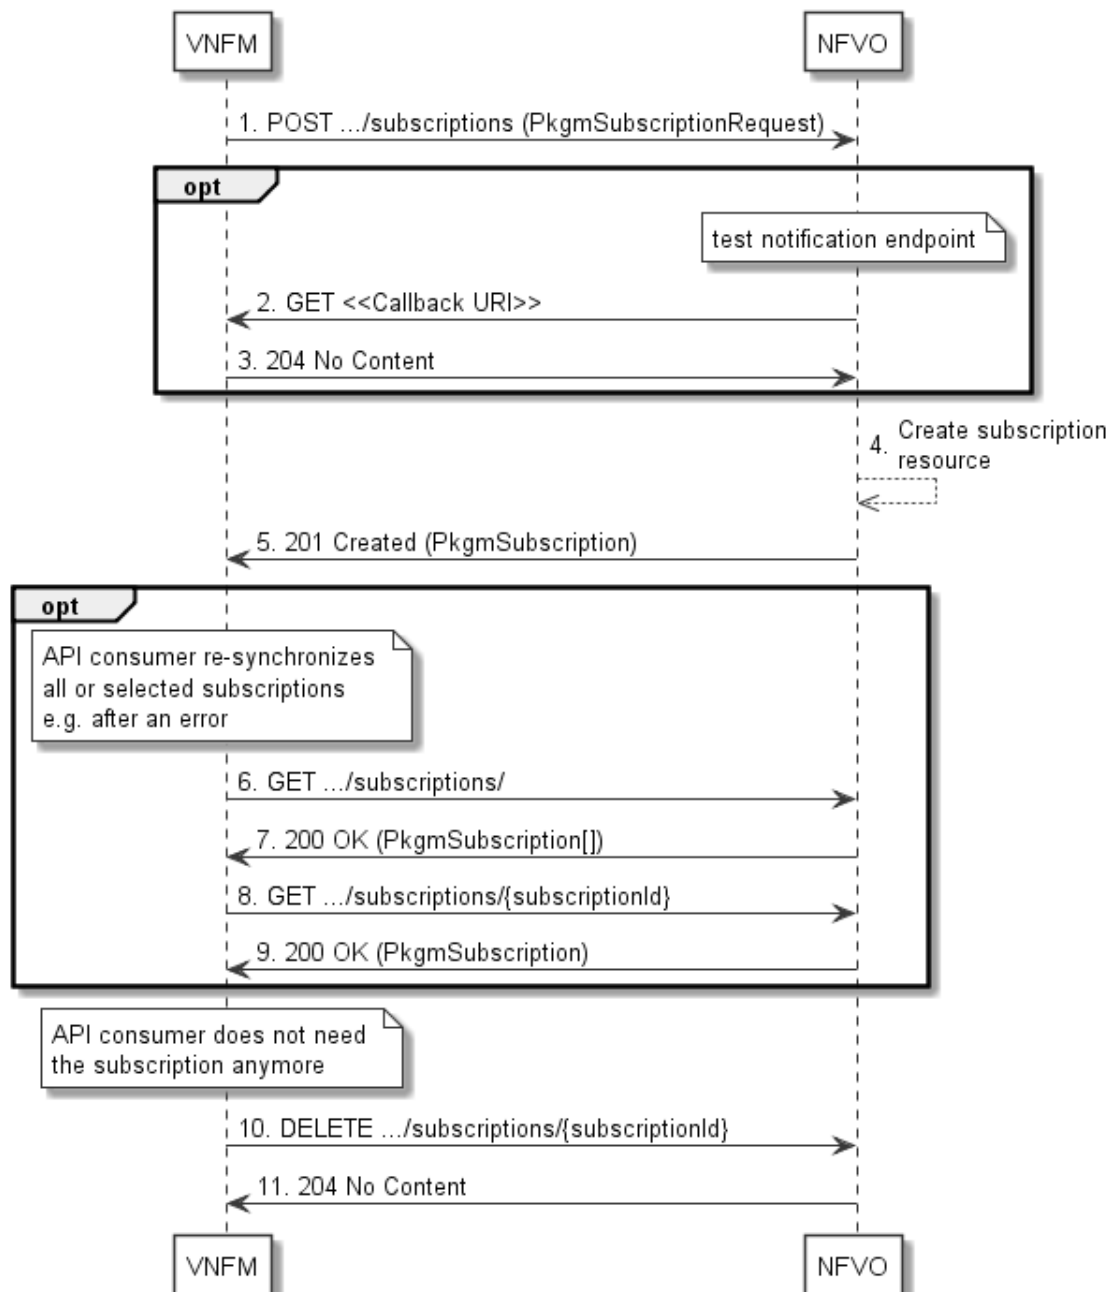 VNFM
NFVO
1. POST .../subscriptions (PkgmSubscriptionRequest)
opt
test notification endpoint
2. GET <<Callback URI>>
3. 204 No Content
4. Create subscription
resource
5. 201 Created (PkgmSubscription)
opt
API consumer re-synchronizes
all or selected subscriptions
e.g. after an error
6. GET .../subscriptions/
7. 200 OK (PkgmSubscription[])
8. GET .../subscriptions/{subscriptionId}
9. 200 OK (PkgmSubscription)
API consumer does not need
the subscription anymore
10. DELETE .../subscriptions/{subscriptionId}
11. 204 No Content
VNFM
NFVO